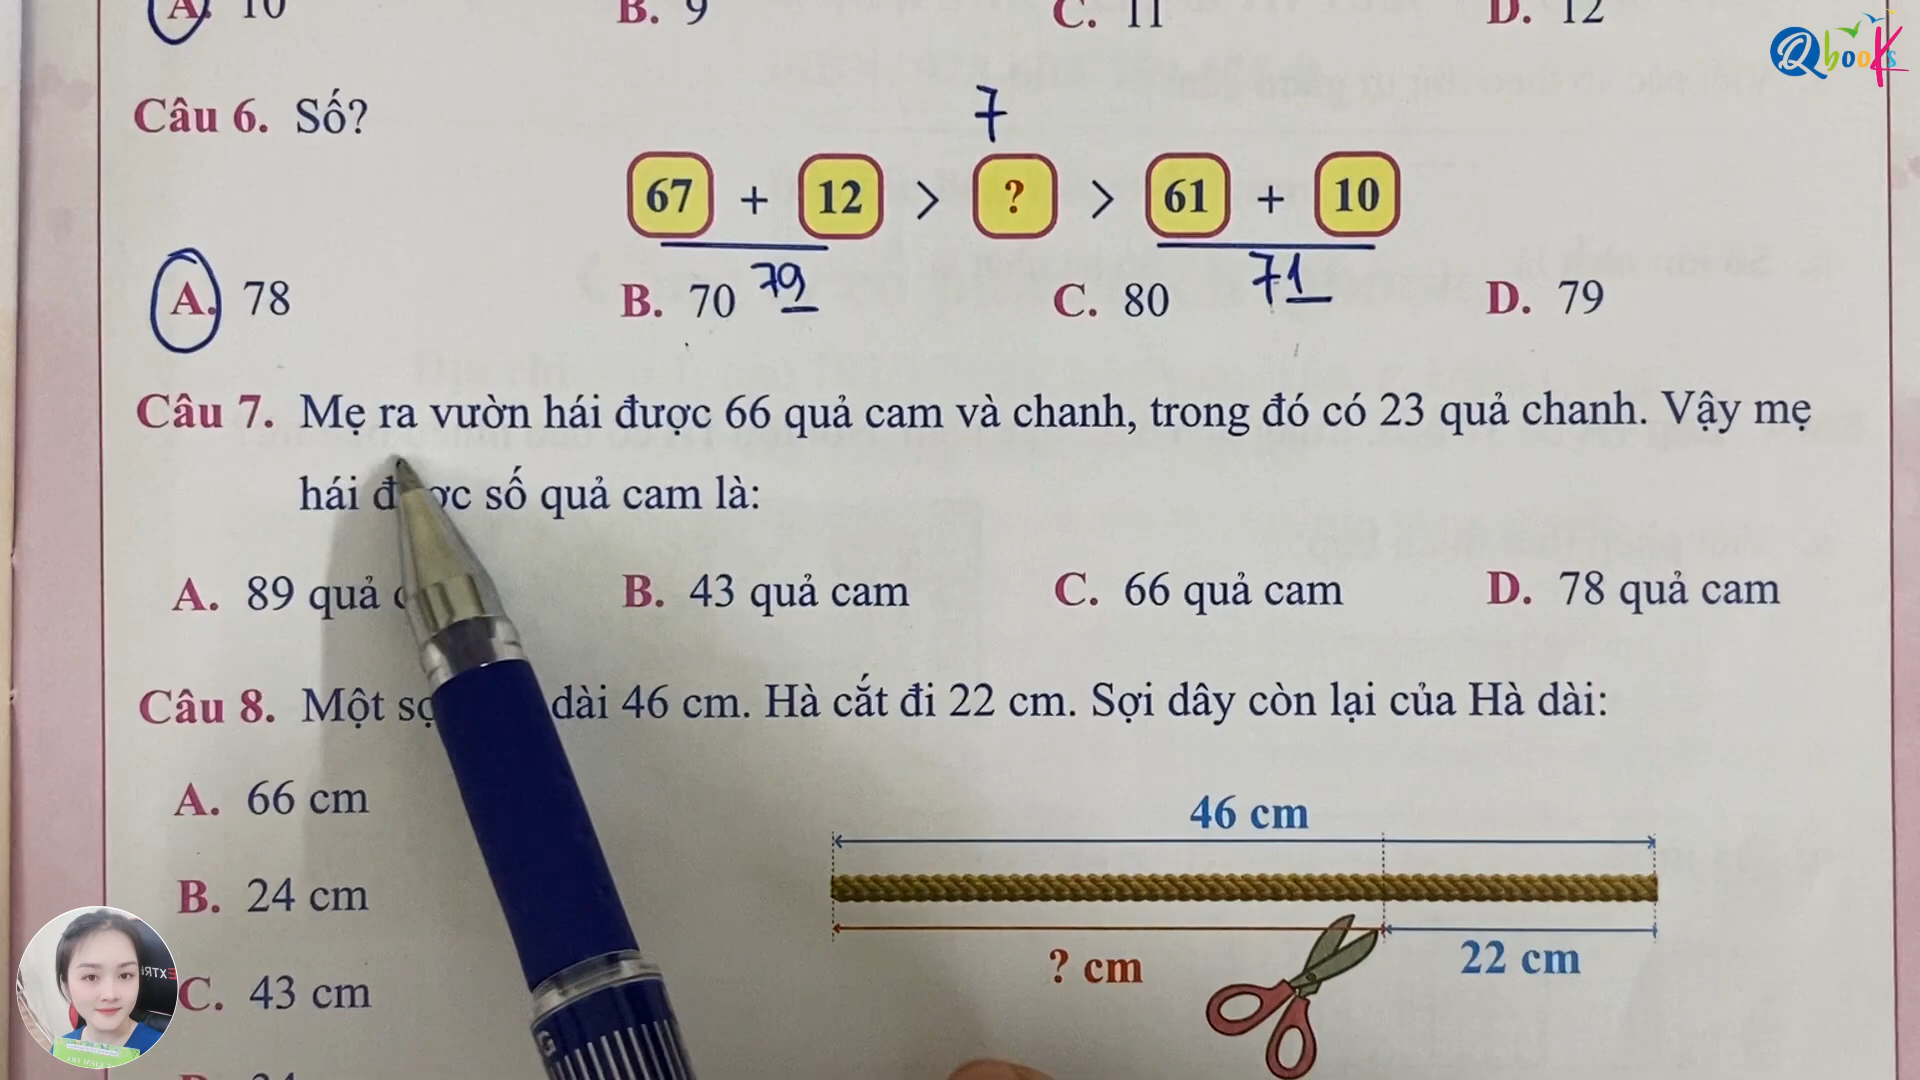 A. 10 B. 9 C. 11 D. 12
Qbooks
Câu 6. Số?
7
67 + 12 > ? > 61 + 10
79 71
A. 78 B. 70 C. 80 D. 79
Câu 7. Mẹ ra vườn hái được 66 quả cam và chanh, trong đó có 23 quả chanh. Vậy mẹ
hái được số quả cam là:
A. 89 quả B. 43 quả cam C. 66 quả cam D. 78 quả cam
Câu 8. Một dài 46 cm. Hà cắt đi 22 cm. Sợi dây còn lại của Hà dài:
A. 66 cm
46 cm
B. 24 cm
? cm 22 cm
C. 43 cm